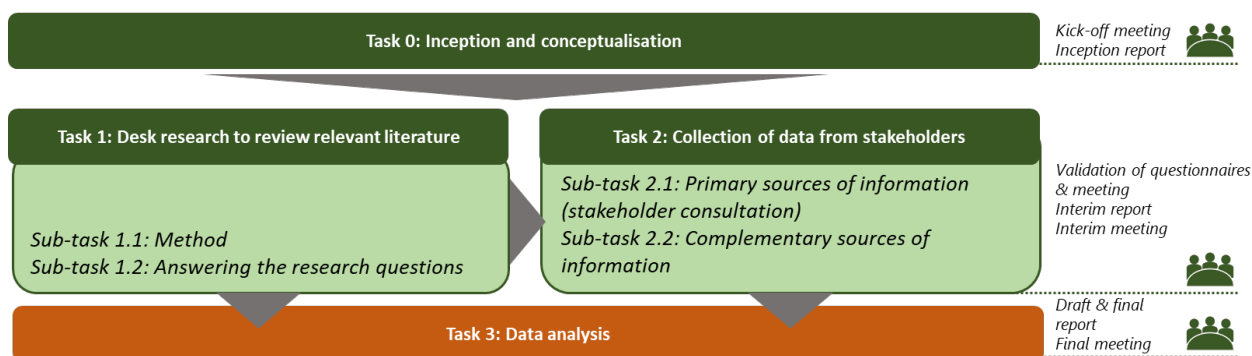 Task 0: Inception and conceptualisation
Kick-off meeting
Inception report
Task 1: Desk research to review relevant literature
Sub-task 1.1: Method
Sub-task 1.2: Answering the research questions
Task 2: Collection of data from stakeholders
Sub-task 2.1: Primary sources of information
(stakeholder consultation)
Sub-task 2.2: Complementary sources of
information
Validation of questionnaires
& meeting
Interim report
Interim meeting
Task 3: Data analysis
Draft & final
report
Final meeting